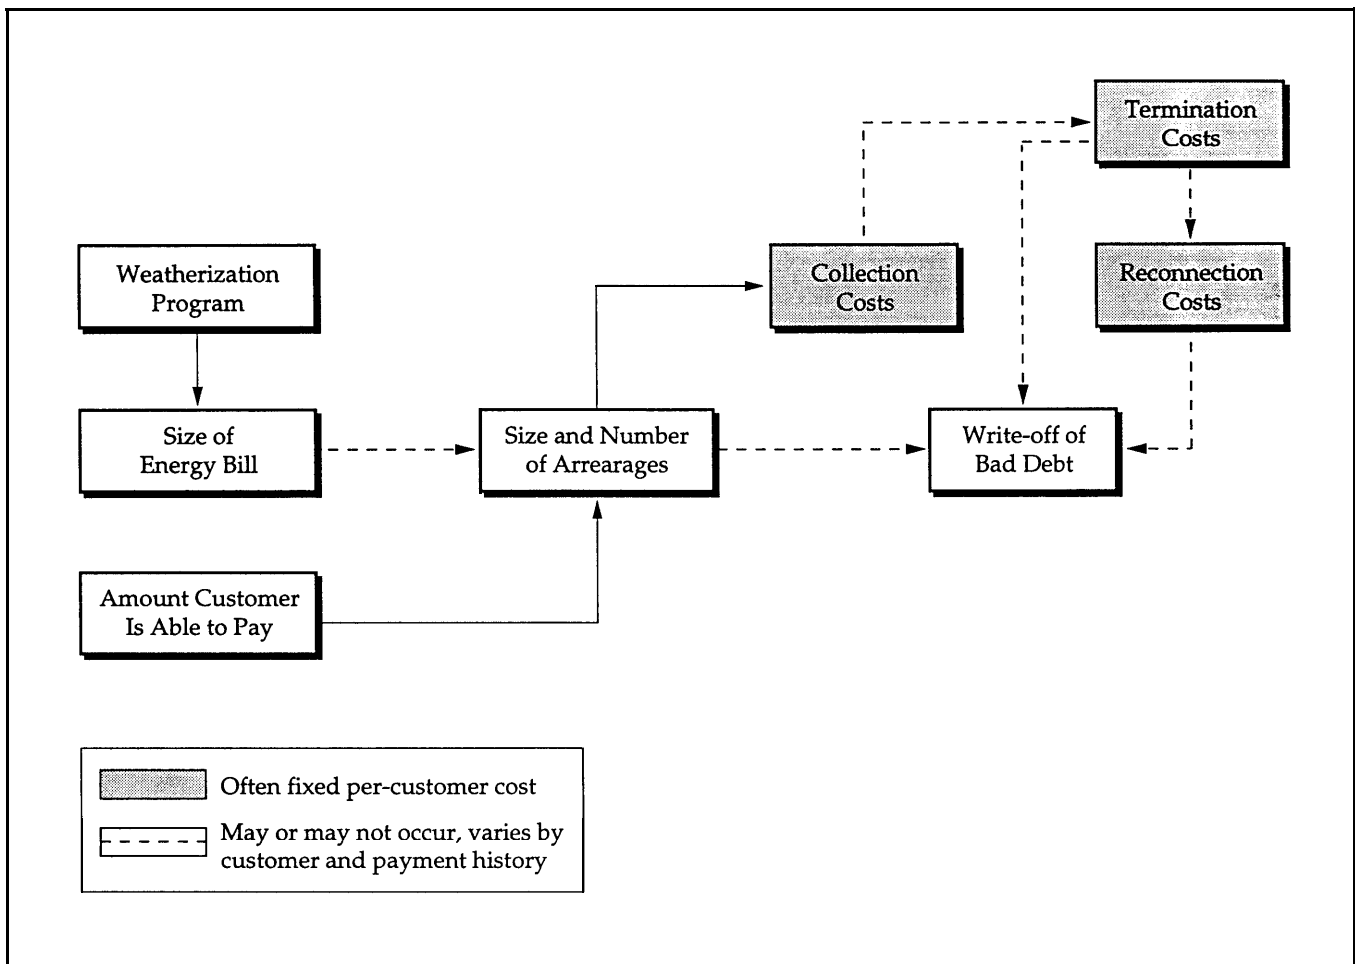 Termination
Costs
Weatherization
Program
Collection
Costs
Reconnection
Costs
Size of
Energy Bill
Size and Number
of Arrearages
Write-off of
Bad Debt
Amount Customer
Is Able to Pay
Often fixed per-customer cost
May or may not occur, varies by
customer and payment history